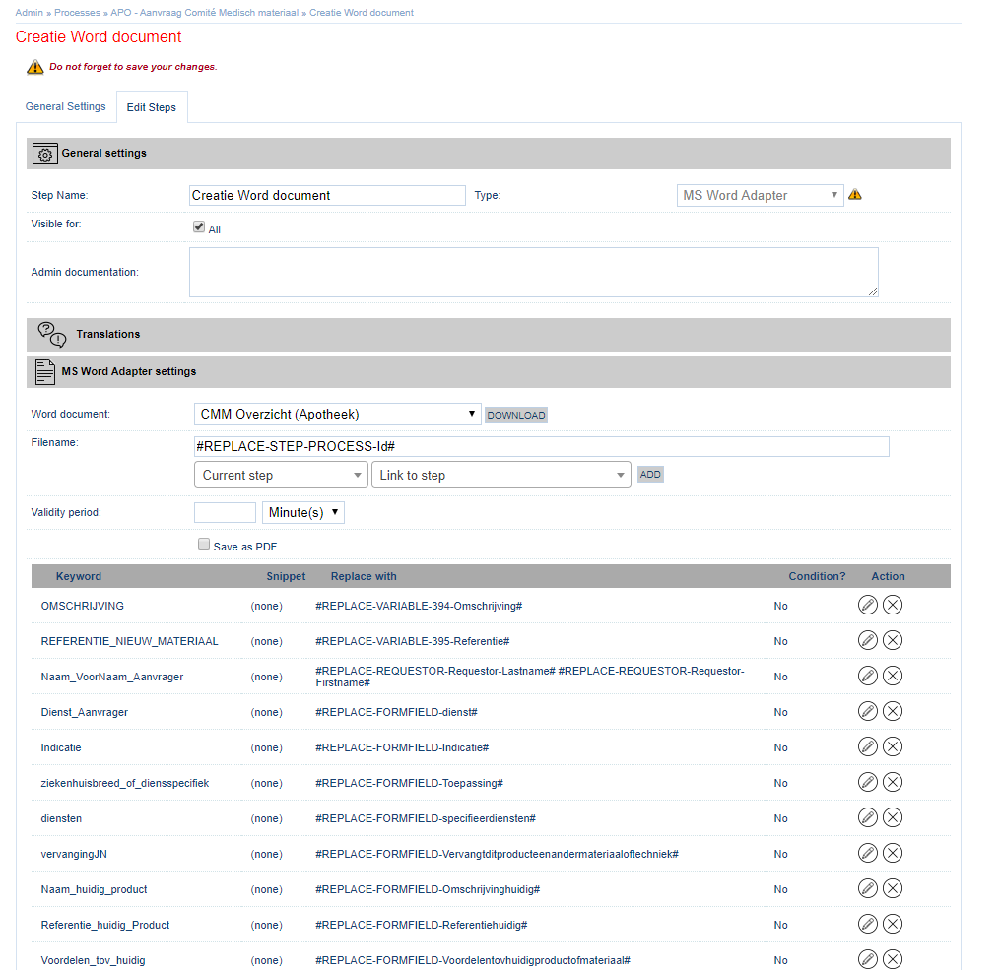 Admin » Processes » APO - Aanvraag Comité Medisch materiaal » Creatie Word document
Creatie Word document
Do not forget to save your changes.
General Settings Edit Steps
General settings
Step Name: Creatie Word document Type: MS Word Adapter
Visible for: All
Admin documentation:
Translations
MS Word Adapter settings
Word document: CMM Overzicht (Apotheek) DOWNLOAD
Filename: #REPLACE-STEP-PROCESS-Id#
Current step Link to step ADD
Validity period: Minute(s)
Save as PDF
Keyword Snippet Replace with Condition? Action
OMSCHRIJVING (none) #REPLACE-VARIABLE-394-Omschrijving# No
REFERENTIE_NIEUW_MATERIAAL (none) #REPLACE-VARIABLE-395-Referentie# No
Naam_VoorNaam_Aanvrager (none) #REPLACE-REQUESTOR-Requestor-Lastname# #REPLACE-REQUESTOR-Requestor-
Firstname# No
Dienst_Aanvrager (none) #REPLACE-FORMFIELD-dienst# No
Indicatie (none) #REPLACE-FORMFIELD-Indicatie# No
ziekenhuisbreed_of_diensspecifiek (none) #REPLACE-FORMFIELD-Toepassing# No
diensten (none) #REPLACE-FORMFIELD-specifieerdiensten# No
vervangingJN (none) #REPLACE-FORMFIELD-Vervangtditproducteenandermateriaaloftechniek# No
Naam_huidig_product (none) #REPLACE-FORMFIELD-Omschrijvinghuidig# No
Referentie_huidig_Product (none) #REPLACE-FORMFIELD-Referentiehuidig# No
Voordelen_tov_huidig (none) #REPLACE-FORMFIELD-Voordelentovhuidigproductofmateriaal# No